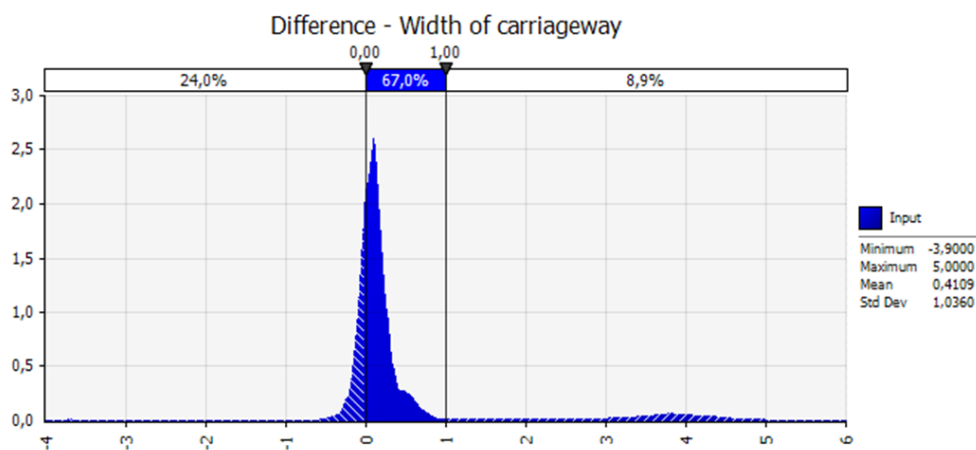 Difference - Width of carriageway
0,00 1,00
24,0% 67,0% 8,9%
3,0
2,5
2,0
1,5
1,0
0,5
0,0
-4 -3 -2 -1 0 1 2 3 4 5 6
Input
Minimum -3,9000
Maximum 5,0000
Mean 0,4109
Std Dev 1,0360